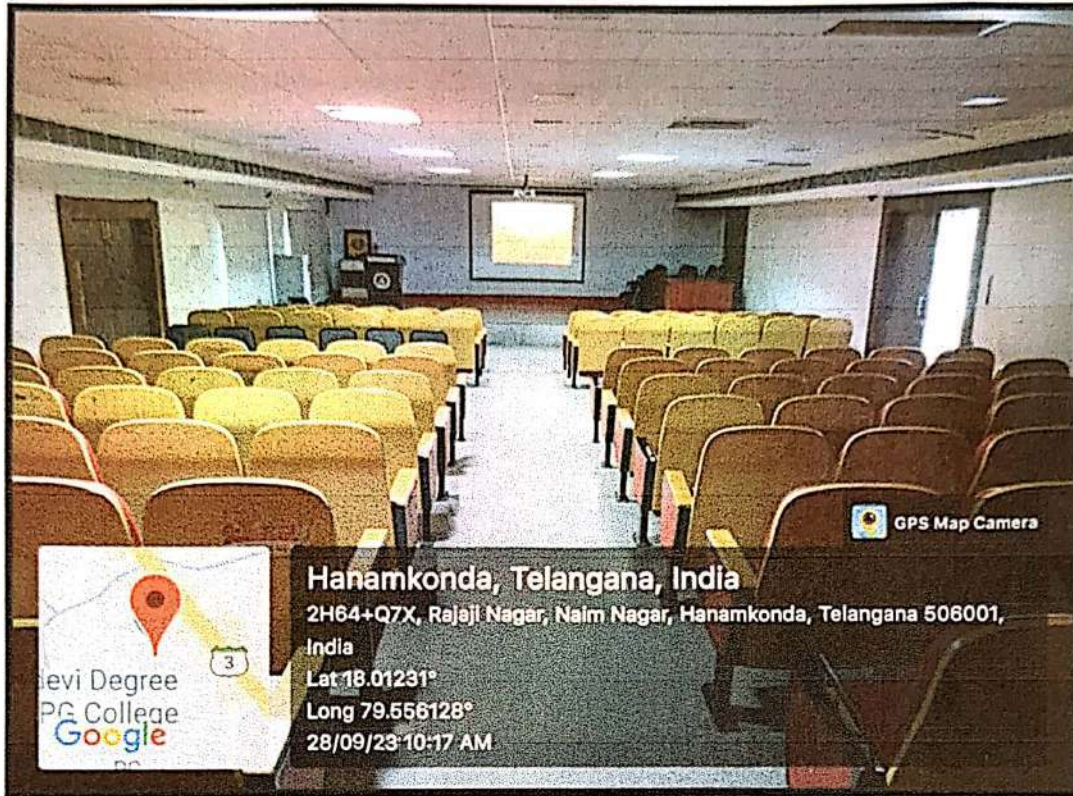 GPS Map Camera
Hanamkonda, Telangana, India
2H64+Q7X, Rajaji Nagar, Naim Nagar, Hanamkonda, Telangana 506001,
India
Lat 18.01231°
Long 79.556128°
28/09/23 10:17 AM
3
levi Degree
PG College
Google